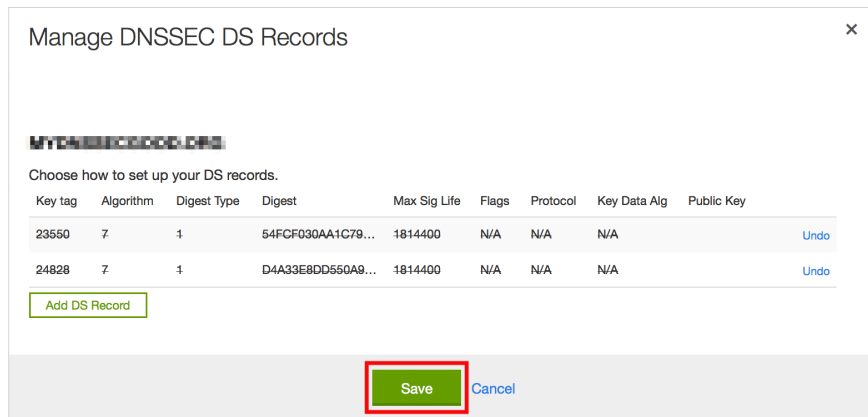 Manage DNSSEC DS Records ×
Choose how to set up your DS records.
Key tag Algorithm Digest Type Digest Max Sig Life Flags Protocol Key Data Alg Public Key
23550 7 1 54FCF030AA1C79... 1814400 N/A N/A N/A Undo
24828 7 1 D4A33E8DD550A9... 1814400 N/A N/A N/A Undo
Add DS Record
Save Cancel